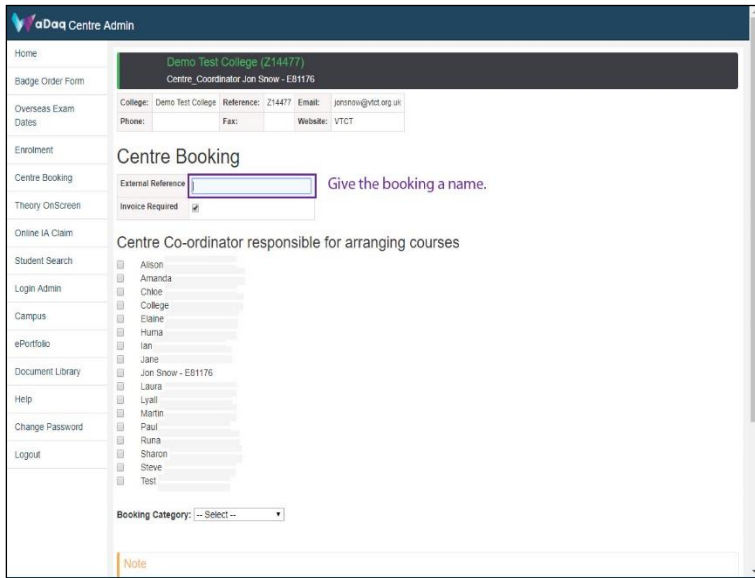 WaDaq Centre Admin
Home
Badge Order Form
Overseas Exam
Dates
Enrolment
Centre Booking
Theory OnScreen
Online IA Claim
Student Search
Login Admin
Campus
ePortfolio
Document Library
Help
Change Password
Logout
Demo Test College (Z14477)
Centre_Coordinator Jon Snow - E81176
College: Demo Test College Reference: Z14477 Email: jonsnow@vtct.org.uk
Phone: Fax: Website: VTCT
Centre Booking
External Reference Give the booking a name.
Invoice Required
Centre Co-ordinator responsible for arranging courses
Alison
Amanda
Chloe
College
Elaine
Huma
Ian
Jane
Jon Snow - E81176
Laura
Lyall
Martin
Paul
Runa
Sharon
Steve
Test
Booking Category: -- Select --
Note